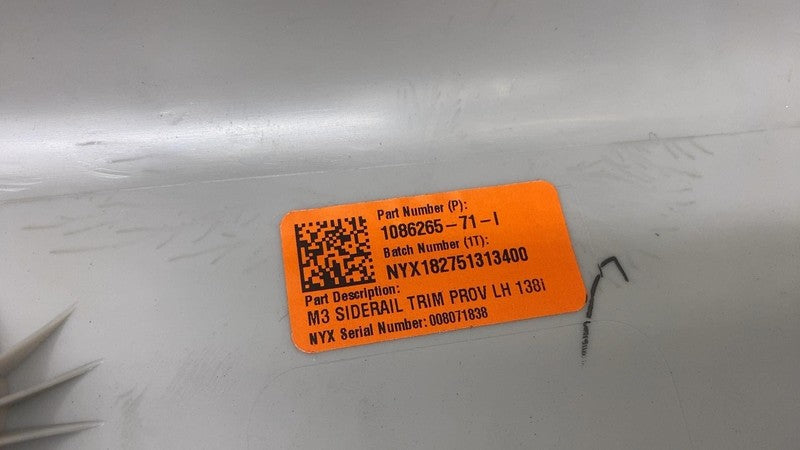 Part Number (P):
1086265-71-I
Batch Number (1T):
NYX182751313400
Part Description:
M3 SIDERAIL TRIM PROV LH 138I
NYX Serial Number: 008071838